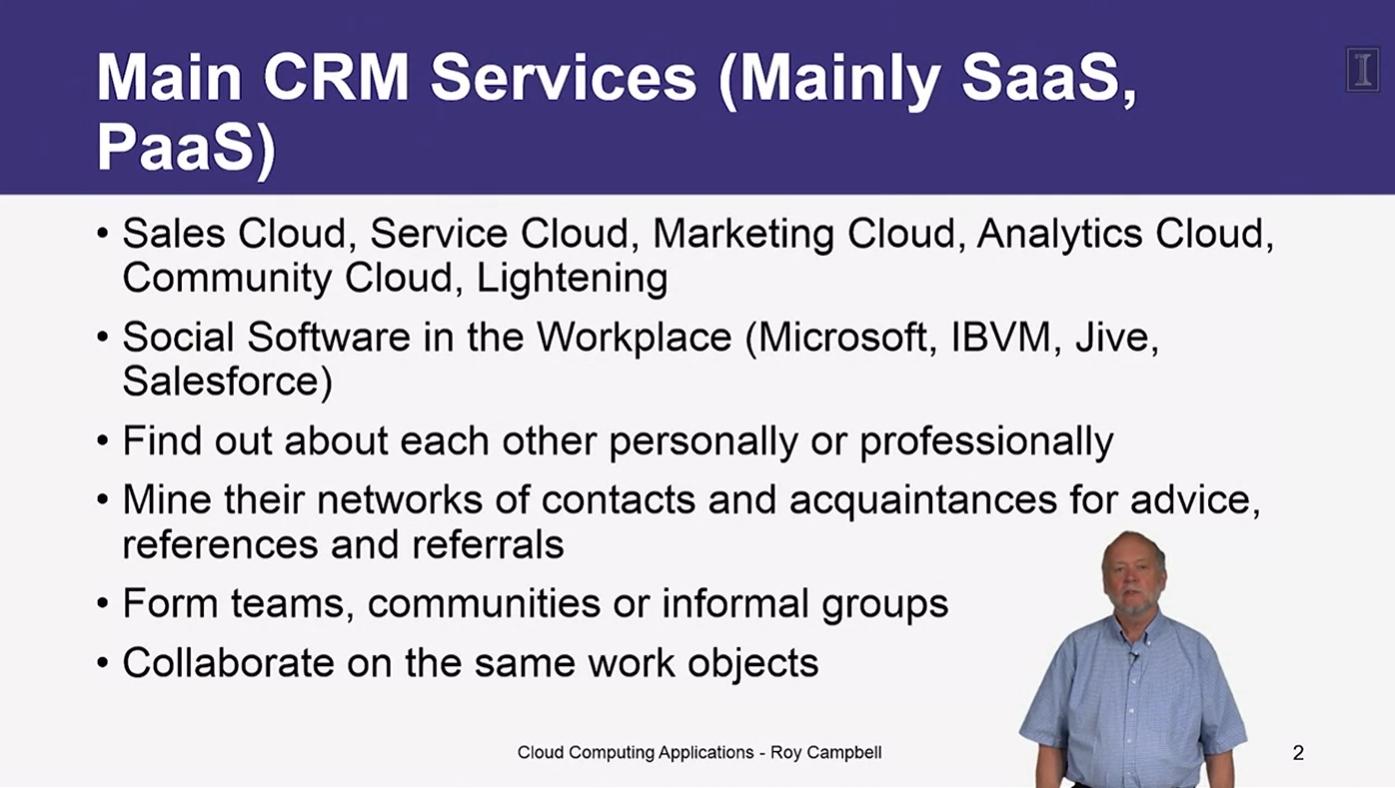 Main CRM Services (Mainly SaaS,
PaaS)
• Sales Cloud, Service Cloud, Marketing Cloud, Analytics Cloud,
Community Cloud, Lightening
• Social Software in the Workplace (Microsoft, IBVM, Jive,
Salesforce)
• Find out about each other personally or professionally
• Mine their networks of contacts and acquaintances for advice,
references and referrals
• Form teams, communities or informal groups
• Collaborate on the same work objects
Cloud Computing Applications - Roy Campbell
2
I